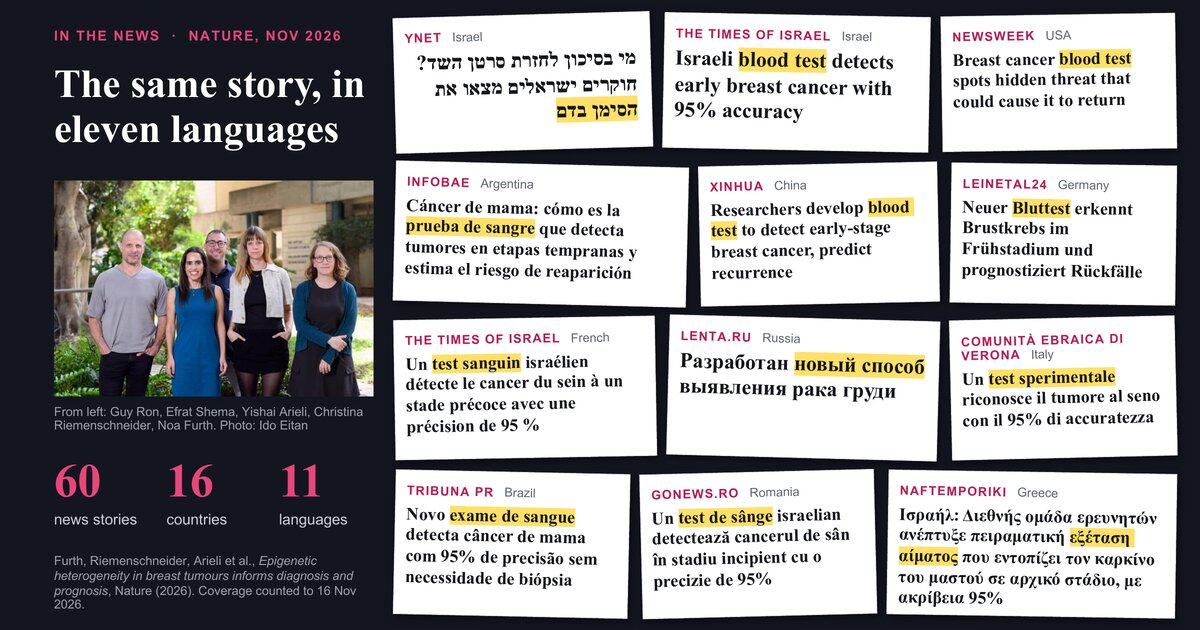 IN THE NEWS · NATURE, NOV 2026
The same story, in
eleven languages
From left: Guy Ron, Efrat Shema, Yishai Arieli, Christina
Riemenschneider, Noa Furth. Photo: Ido Eitan
60
news stories
16
countries
11
languages
Furth, Riemenschneider, Arieli et al., Epigenetic
heterogeneity in breast tumours informs diagnosis and
prognosis, Nature (2026). Coverage counted to 16 Nov
2026.
YNET Israel
מי בסיכון לחזרת סרטן השד?
חוקרים ישראלים מצאו את
הסימן בדם
THE TIMES OF ISRAEL Israel
Israeli blood test detects
early breast cancer with
95% accuracy
NEWSWEEK USA
Breast cancer blood test
spots hidden threat that
could cause it to return
INFOBAE Argentina
Cáncer de mama: cómo es la
prueba de sangre que detecta
tumores en etapas tempranas y
estima el riesgo de reaparición
XINHUA China
Researchers develop blood
test to detect early-stage
breast cancer, predict
recurrence
LEINETAL24 Germany
Neuer Bluttest erkennt
Brustkrebs im
Frühstadium und
prognostiziert Rückfälle
THE TIMES OF ISRAEL French
Un test sanguin israélien
détecte le cancer du sein à un
stade précoce avec une
précision de 95 %
LENTA.RU Russia
Разработан новый способ
выявления рака груди
COMUNITÀ EBRAICA DI
VERONA Italy
Un test sperimentale
riconosce il tumore al seno
con il 95% di accuratezza
TRIBUNA PR Brazil
Novo exame de sangue
detecta câncer de mama
com 95% de precisão sem
necessidade de biópsia
GONEWS.RO Romania
Un test de sânge israelian
detectează cancerul de sân
în stadiu incipient cu o
precizie de 95%
NAFTEMPORIKI Greece
Ισραήλ: Διεθνής ομάδα ερευνητών
ανέπτυξε πειραματική εξέταση
αίματος που εντοπίζει τον καρκίνο
του μαστού σε αρχικό στάδιο, με
ακρίβεια 95%